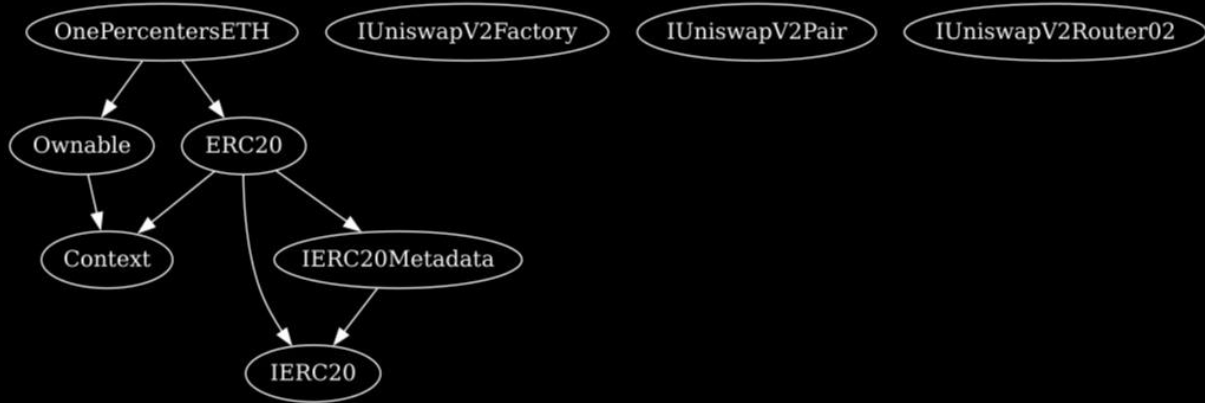 OnePercentersETH
IUniswapV2Factory
IUniswapV2Pair
IUniswapV2Router02
Ownable
ERC20
Context
IERC20Metadata
IERC20